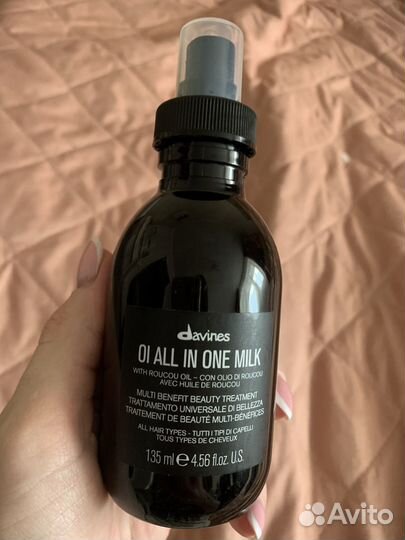 davines
OI ALL IN ONE MILK
WITH ROUCOU OIL – CON OLIO DI ROUCOU
AVEC HUILE DE ROUCOU
MULTI BENEFIT BEAUTY TREATMENT
TRATTAMENTO UNIVERSALE DI BELLEZZA
TRAITEMENT DE BEAUTÉ MULTI-BÉNÉFICES
ALL HAIR TYPES – TUTTI I TIPI DI CAPELLI
TOUS TYPES DE CHEVEUX
135 ml ℮ 4.56 fl.oz. U.S.
Avito